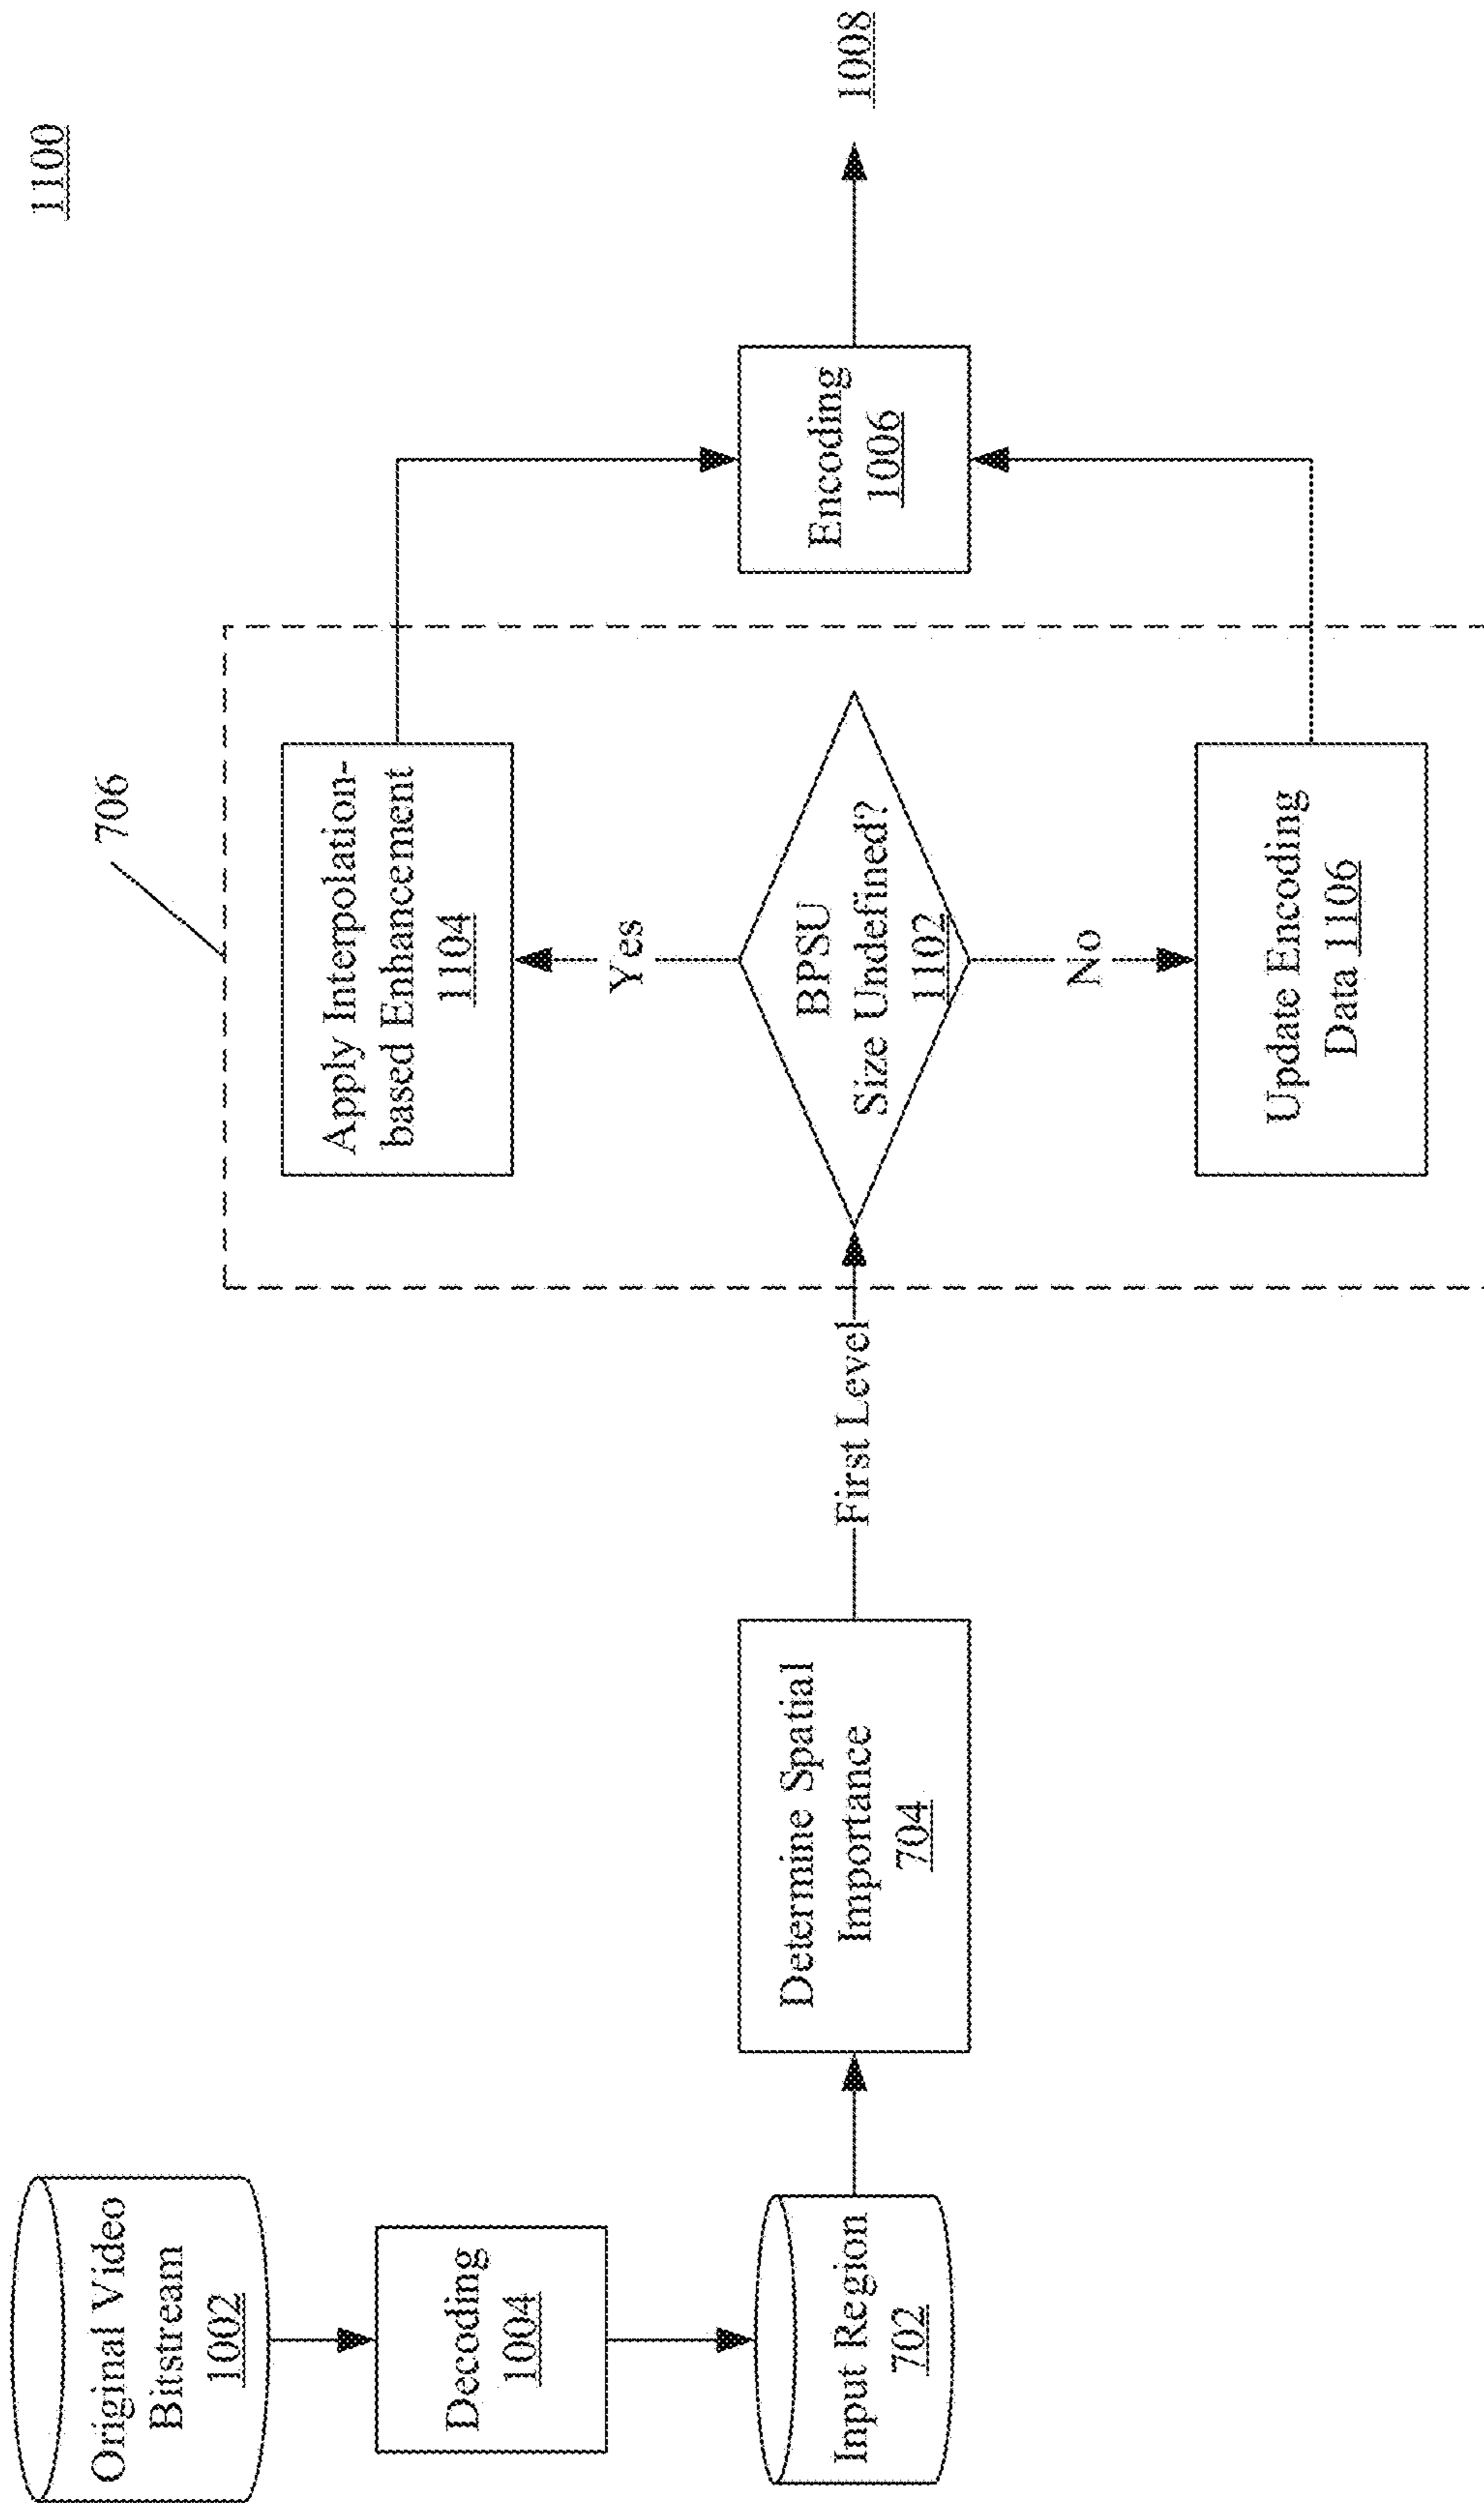 1100
706
Original Video
Bitstream
1002
Decoding
1004
Input Region
702
Determine Spatial
Importance
704
First Level
Apply Interpolation-
based Enhancement
1104
Yes
BPSU
Size Undefined?
1102
No
Update Encoding
Data 1106
Encoding
1006
1008